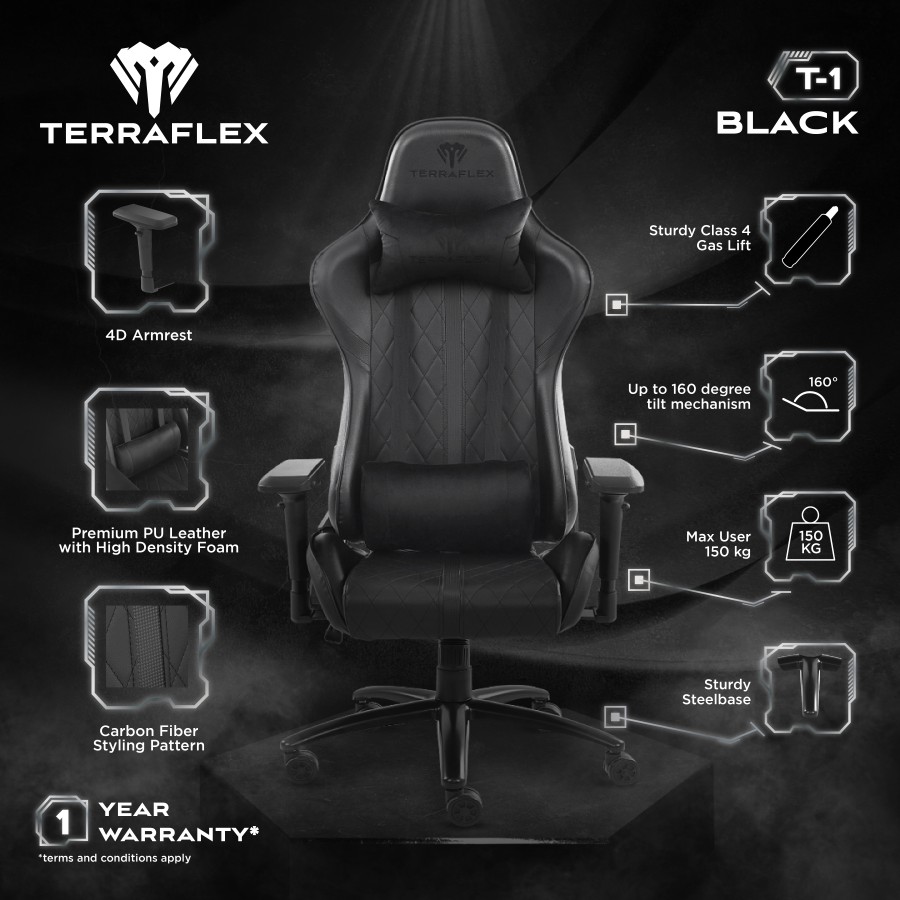 TERRAFLEX
T-1
BLACK
TERRAFLEX
4D Armrest
Premium PU Leather
with High Density Foam
Carbon Fiber
Styling Pattern
Sturdy Class 4
Gas Lift
Up to 160 degree
tilt mechanism
160°
Max User
150 kg
150
KG
Sturdy
Steelbase
1
YEAR
WARRANTY*
*terms and conditions apply